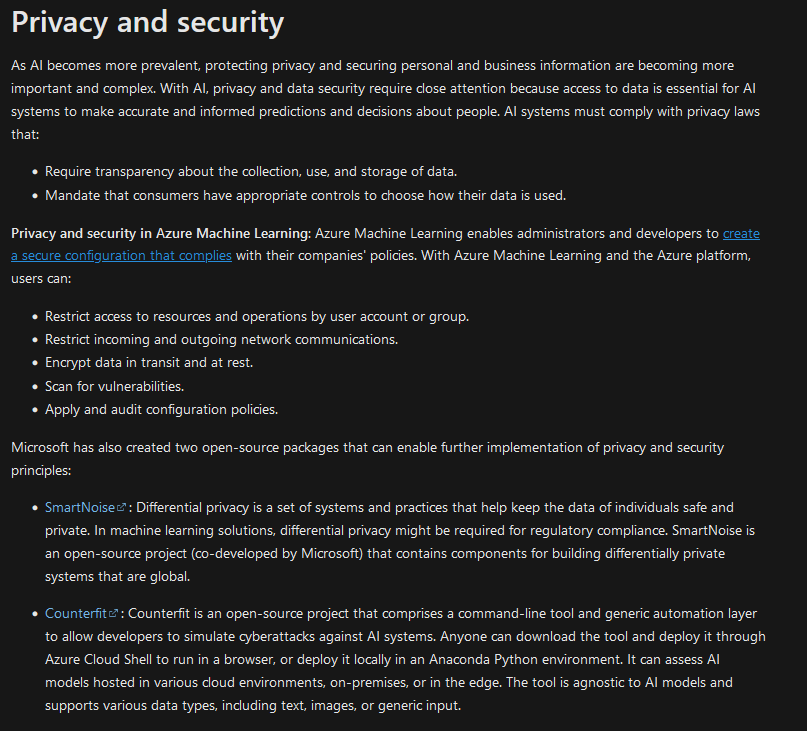 Privacy and security
As AI becomes more prevalent, protecting privacy and securing personal and business information are becoming more
important and complex. With AI, privacy and data security require close attention because access to data is essential for AI
systems to make accurate and informed predictions and decisions about people. AI systems must comply with privacy laws
that:
• Require transparency about the collection, use, and storage of data.
• Mandate that consumers have appropriate controls to choose how their data is used.
Privacy and security in Azure Machine Learning: Azure Machine Learning enables administrators and developers to create
a secure configuration that complies with their companies' policies. With Azure Machine Learning and the Azure platform,
users can:
• Restrict access to resources and operations by user account or group.
• Restrict incoming and outgoing network communications.
• Encrypt data in transit and at rest.
• Scan for vulnerabilities.
• Apply and audit configuration policies.
Microsoft has also created two open-source packages that can enable further implementation of privacy and security
principles:
• SmartNoise: Differential privacy is a set of systems and practices that help keep the data of individuals safe and
private. In machine learning solutions, differential privacy might be required for regulatory compliance. SmartNoise is
an open-source project (co-developed by Microsoft) that contains components for building differentially private
systems that are global.
• Counterfit: Counterfit is an open-source project that comprises a command-line tool and generic automation layer
to allow developers to simulate cyberattacks against AI systems. Anyone can download the tool and deploy it through
Azure Cloud Shell to run in a browser, or deploy it locally in an Anaconda Python environment. It can assess AI
models hosted in various cloud environments, on-premises, or in the edge. The tool is agnostic to AI models and
supports various data types, including text, images, or generic input.